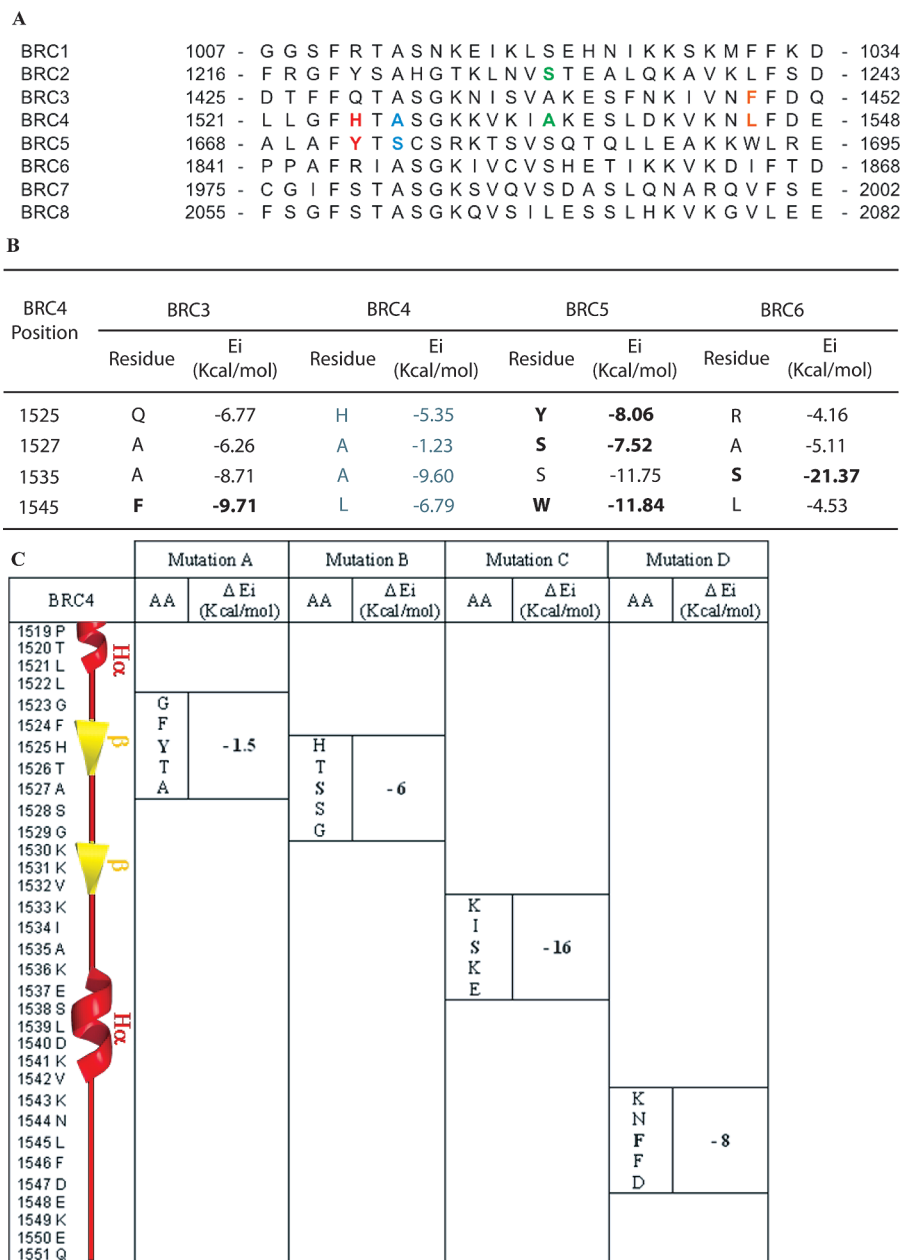 A
BRC1 1007 - G G S F R T A S N K E I K L S E H N I K K S K M F F K D - 1034
BRC2 1216 - F R G F Y S A H G T K L N V S T E A L Q K A V K L F S D - 1243
BRC3 1425 - D T F F Q T A S G K N I S V A K E S F N K I V N F F D Q - 1452
BRC4 1521 - L L G F H T A S G K K V K I A K E S L D K V K N L F D E - 1548
BRC5 1668 - A L A F Y T S C S R K T S V S Q T Q L L E A K K W L R E - 1695
BRC6 1841 - P P A F R I A S G K I V C V S H E T I K K V K D I F T D - 1868
BRC7 1975 - C G I F S T A S G K S V Q V S D A S L Q N A R Q V F S E - 2002
BRC8 2055 - F S G F S T A S G K Q V S I L E S S L H K V K G V L E E - 2082
B
BRC4 Position BRC3 BRC4 BRC5 BRC6
Residue Ei (Kcal/mol) Residue Ei (Kcal/mol) Residue Ei (Kcal/mol) Residue Ei (Kcal/mol)
1525 Q -6.77 H -5.35 Y -8.06 R -4.16
1527 A -6.26 A -1.23 S -7.52 A -5.11
1535 A -8.71 A -9.60 S -11.75 S -21.37
1545 F -9.71 L -6.79 W -11.84 L -4.53
C
Mutation A Mutation B Mutation C Mutation D
BRC4 AA Δ Ei (Kcal/mol) AA Δ Ei (Kcal/mol) AA Δ Ei (Kcal/mol) AA Δ Ei (Kcal/mol)
1519 P
1520 T
1521 L Hα
1522 L
1523 G G
1524 F F
1525 H β Y - 1.5 H
1526 T T T
1527 A A S - 6
1528 S S
1529 G G
1530 K
1531 K β
1532 V
1533 K K
1534 I I
1535 A S - 16
1536 K K
1537 E E
1538 S
1539 L Hα
1540 D
1541 K
1542 V
1543 K K
1544 N N
1545 L F - 8
1546 F F
1547 D D
1548 E
1549 K
1550 E
1551 Q